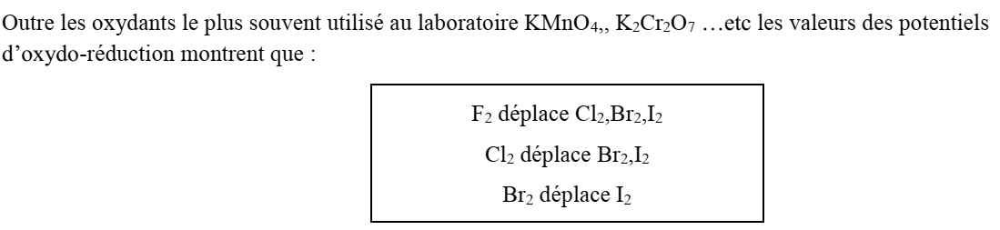 Outre les oxydants le plus souvent utilisé au laboratoire KMnO₄,, K₂Cr₂O₇ …etc les valeurs des potentiels
d’oxydo-réduction montrent que :
F₂ déplace Cl₂,Br₂,I₂
Cl₂ déplace Br₂,I₂
Br₂ déplace I₂